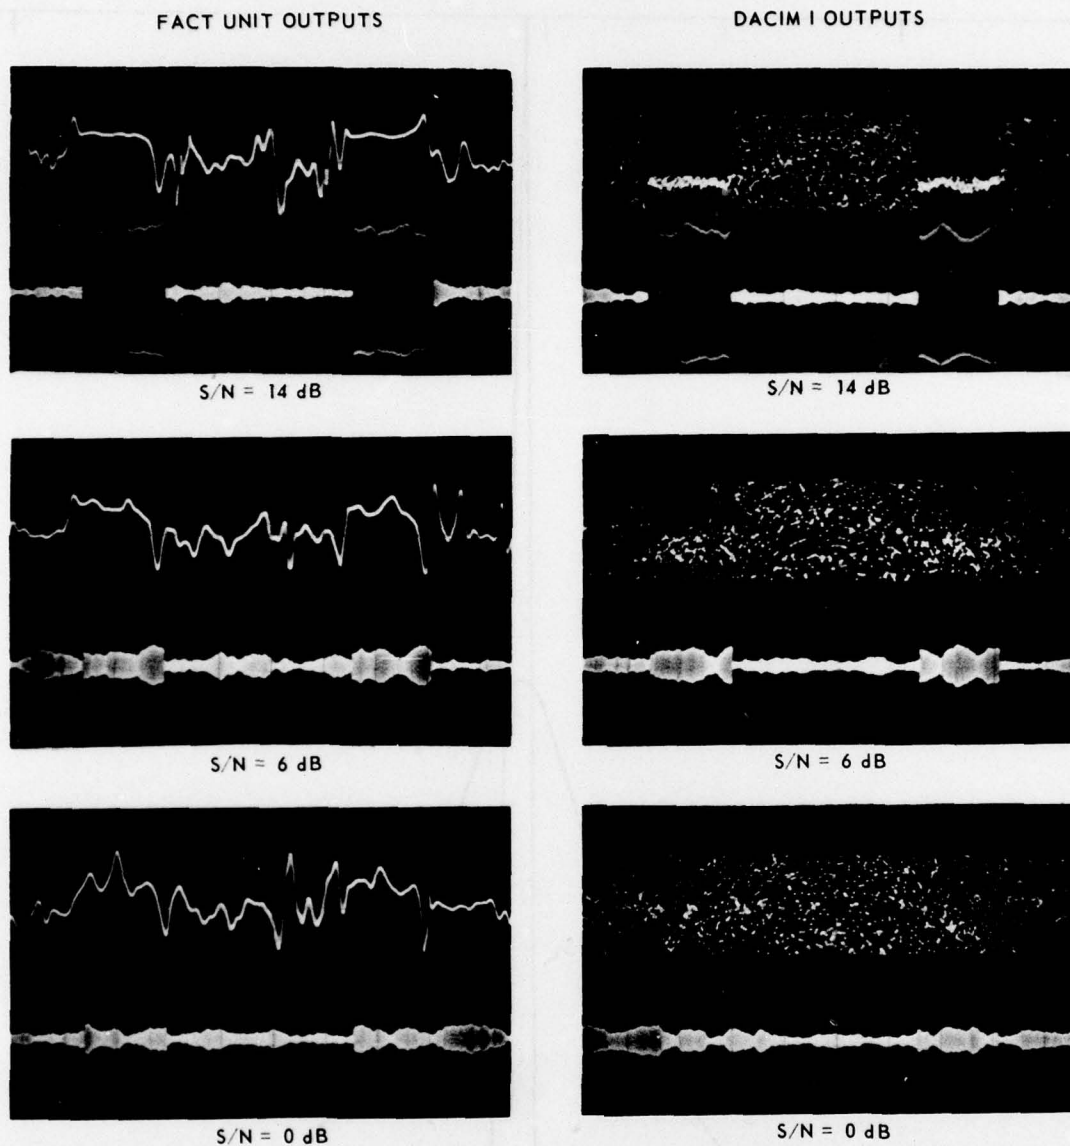 FACT UNIT OUTPUTS
DACIM I OUTPUTS
S/N = 14 dB
S/N = 14 dB
S/N = 6 dB
S/N = 6 dB
S/N = 0 dB
S/N = 0 dB